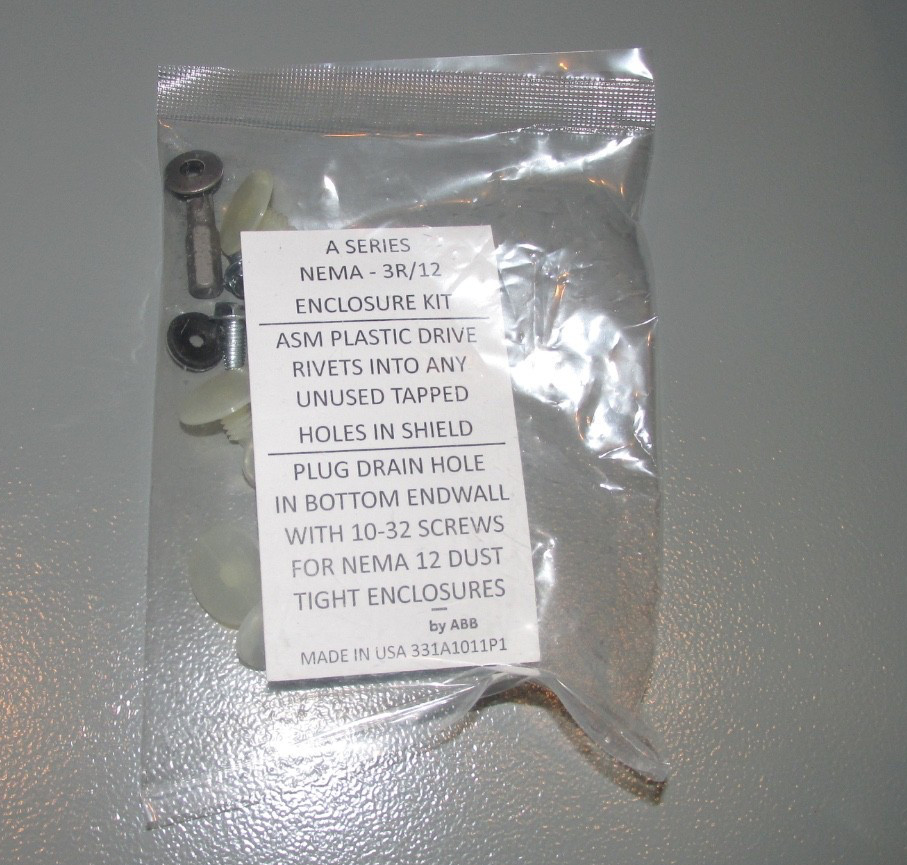 A SERIES
NEMA - 3R/12
ENCLOSURE KIT
ASM PLASTIC DRIVE
RIVETS INTO ANY
UNUSED TAPPED
HOLES IN SHIELD
PLUG DRAIN HOLE
IN BOTTOM ENDWALL
WITH 10-32 SCREWS
FOR NEMA 12 DUST
TIGHT ENCLOSURES
by ABB
MADE IN USA 331A1011P1